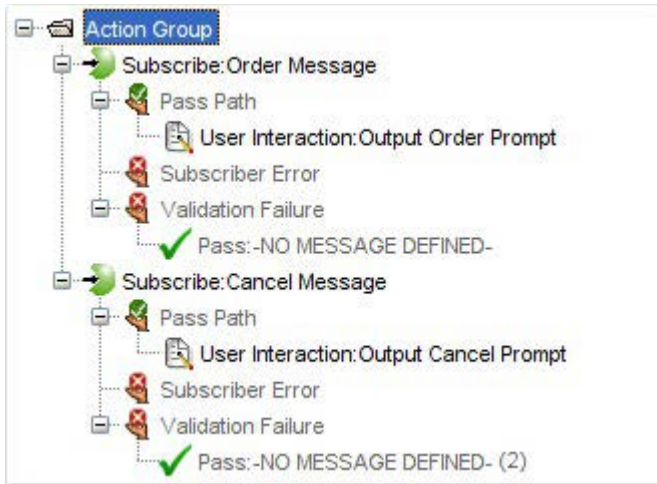 Action Group
Subscribe:Order Message
Pass Path
User Interaction:Output Order Prompt
Subscriber Error
Validation Failure
Pass:-NO MESSAGE DEFINED-
Subscribe:Cancel Message
Pass Path
User Interaction:Output Cancel Prompt
Subscriber Error
Validation Failure
Pass:-NO MESSAGE DEFINED- (2)